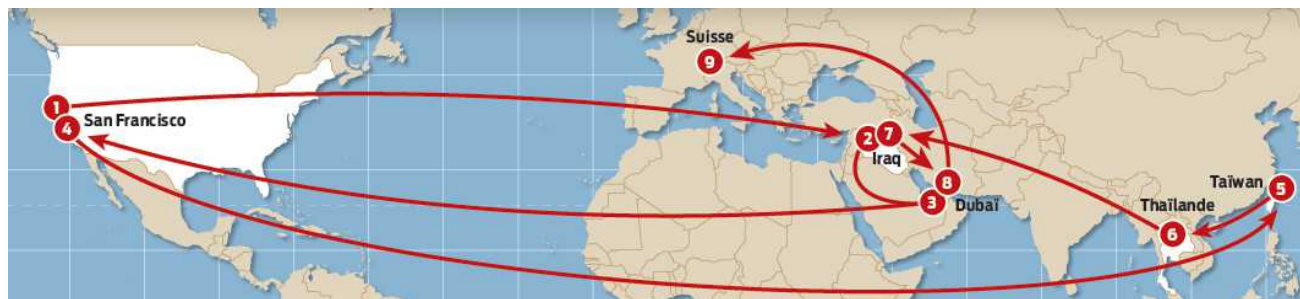 Suisse
9
1
4
San Francisco
2
7
Iraq
8
3
Dubaï
Taïwan
5
Thaïlande
6